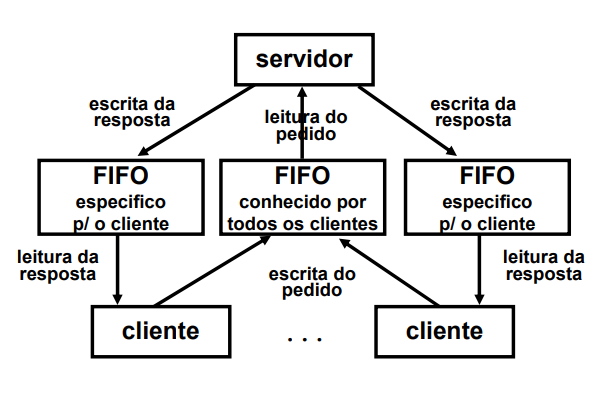 servidor
escrita da
resposta
leitura do
pedido
escrita da
resposta
FIFO
especifico
p/ o cliente
FIFO
conhecido por
todos os clientes
FIFO
especifico
p/ o cliente
leitura da
resposta
escrita do
pedido
leitura da
resposta
cliente
. . .
cliente